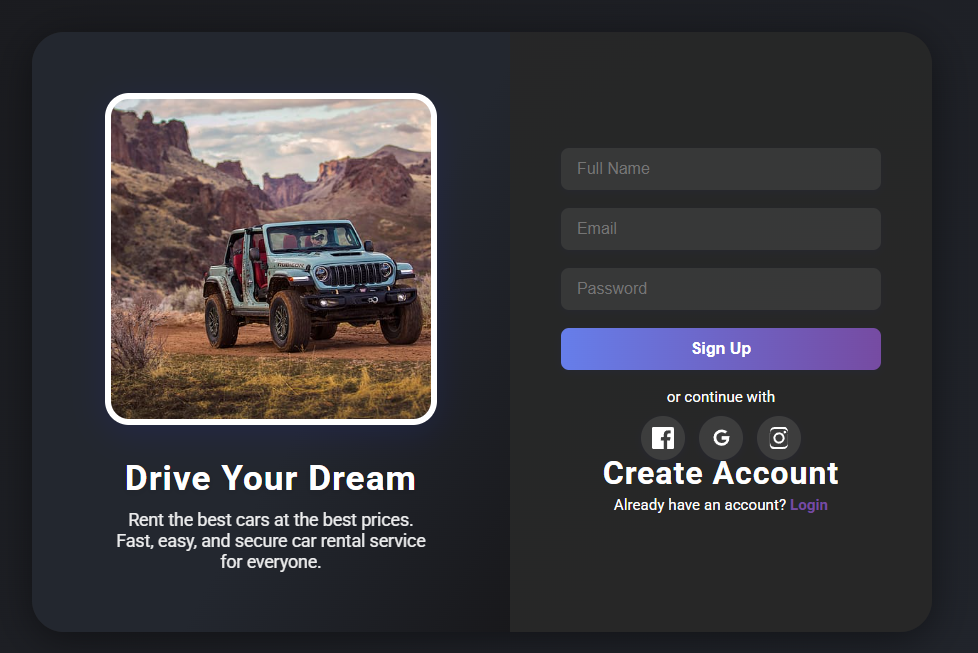 RUBICON
Drive Your Dream
Rent the best cars at the best prices.
Fast, easy, and secure car rental service
for everyone.
Full Name
Email
Password
Sign Up
or continue with
G
Create Account
Already have an account? Login